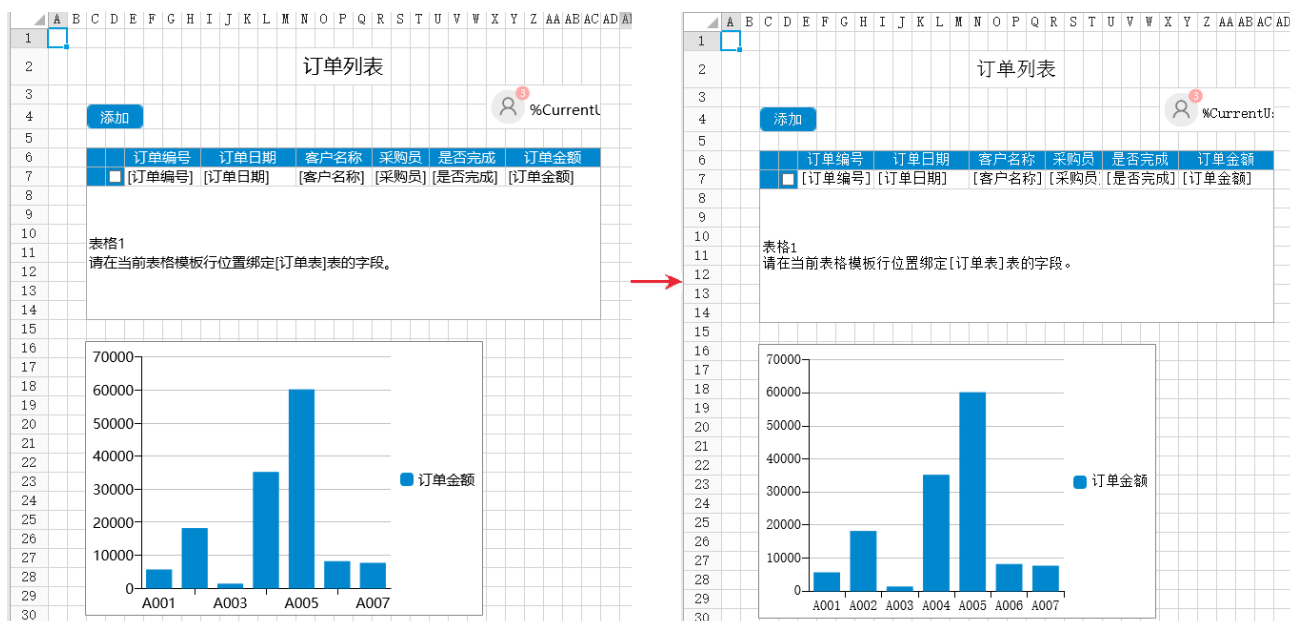 A B C D E F G H I J K L M N O P Q R S T U V W X Y Z AA AB AC AD
1
2 订单列表
3 3
4 添加 %CurrentU
5
6 订单编号 订单日期 客户名称 采购员 是否完成 订单金额
7 [订单编号] [订单日期] [客户名称] [采购员] [是否完成] [订单金额]
8
9
10 表格1
11 请在当前表格模板行位置绑定[订单表]表的字段。
12
13
14
15
16 70000
17
18 60000
19
20 50000
21
22 40000
23 订单金额
24 30000
25
26 20000
27
28 10000
29 0
30 A001 A003 A005 A007
A B C D E F G H I J K L M N O P Q R S T U V W X Y Z AA AB AC AD
1
2 订单列表
3 3
4 添加 %CurrentU
5
6 订单编号 订单日期 客户名称 采购员 是否完成 订单金额
7 [订单编号] [订单日期] [客户名称] [采购员 [是否完成] [订单金额]
8
9
10 表格1
11 请在当前表格模板行位置绑定[订单表]表的字段。
12
13
14
15
16 70000
17
18 60000
19
20 50000
21
22 40000
23 订单金额
24 30000
25
26 20000
27
28 10000
29 0
30 A001 A002 A003 A004 A005 A006 A007